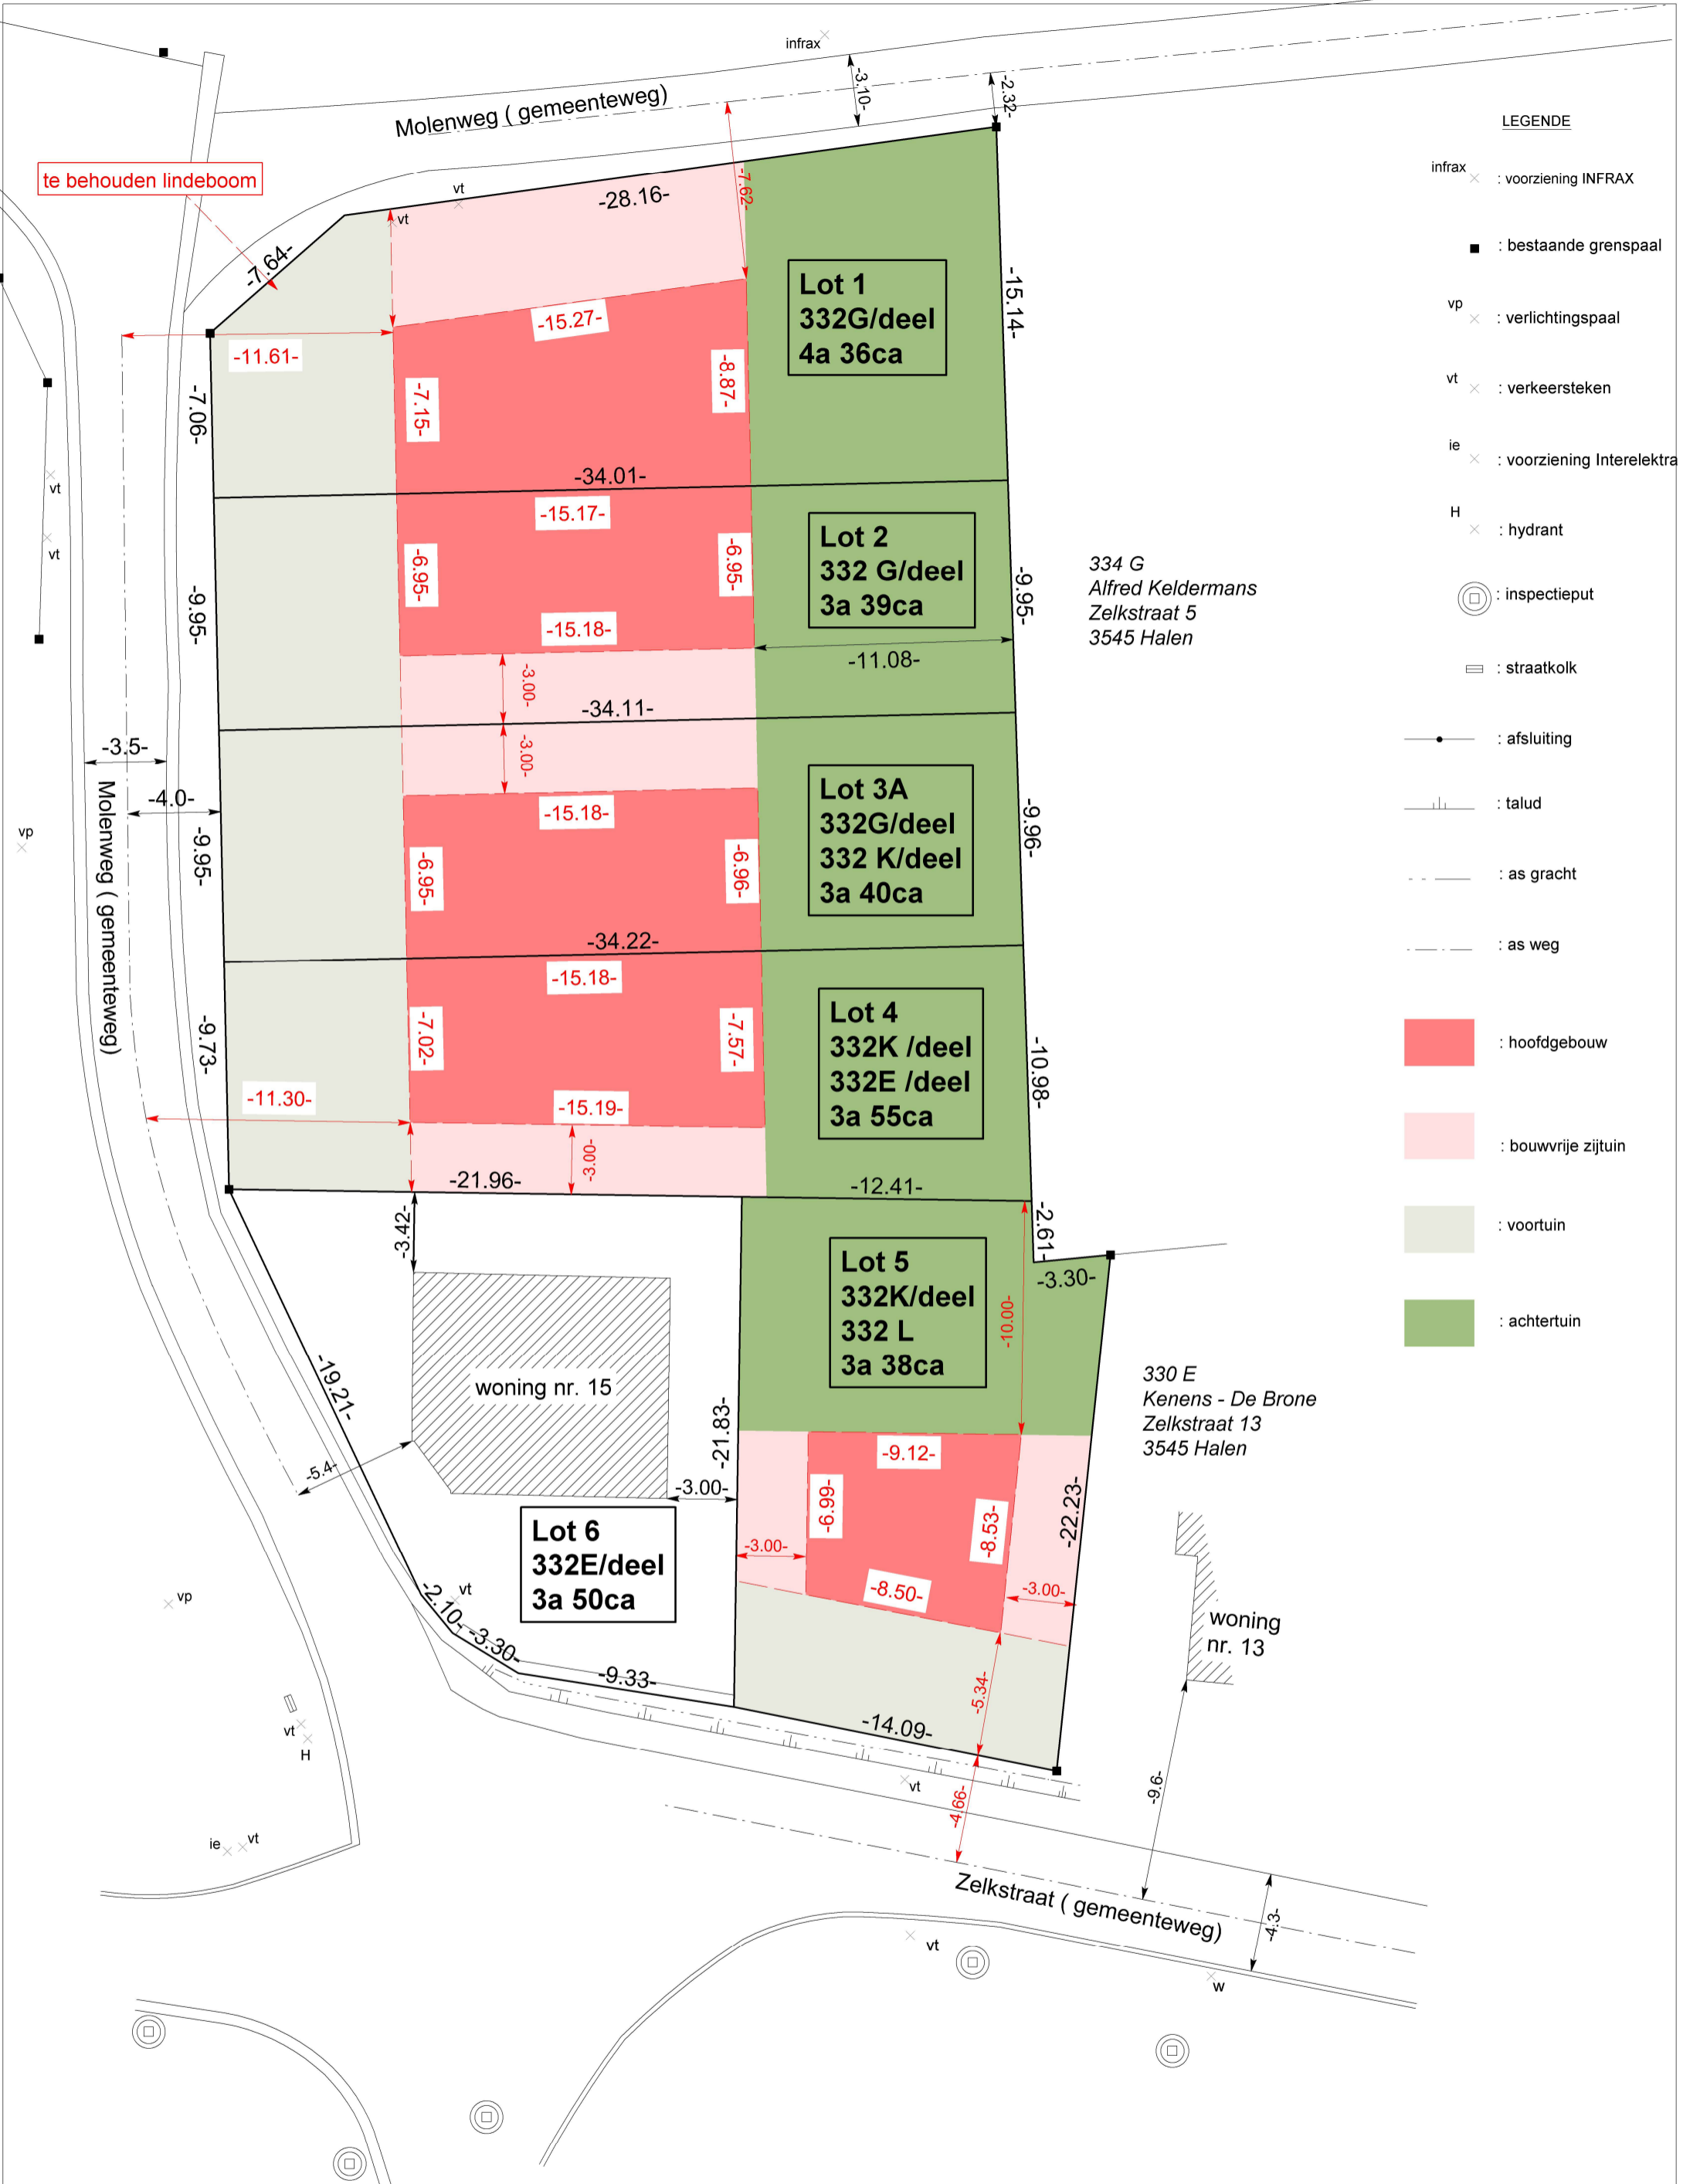 infrax
-3.10-
-2.32-
Molenweg ( gemeenteweg)
te behouden lindeboom
vt
vt
-28.16-
-7.62-
-7.64-
-15.27-
-11.61-
-7.15-
-8.87-
-7.06-
Lot 1
332G/deel
4a 36ca
-15.14-
-34.01-
vt
vt
-15.17-
-6.95-
-6.95-
-9.95-
-15.18-
Lot 2
332 G/deel
3a 39ca
-9.95-
-11.08-
334 G
Alfred Keldermans
Zelkstraat 5
3545 Halen
-3.00-
-34.11-
-3.00-
-3.5-
-4.0-
Molenweg ( gemeenteweg)
vp
-15.18-
-9.95-
-6.95-
-6.96-
Lot 3A
332G/deel
332 K/deel
3a 40ca
-9.96-
-34.22-
-15.18-
-9.73-
-7.02-
-7.57-
Lot 4
332K /deel
332E /deel
3a 55ca
-10.98-
-11.30-
-15.19-
-3.00-
-21.96-
-12.41-
-3.42-
-2.61-
-3.30-
Lot 5
332K/deel
332 L
3a 38ca
-10.00-
-19.21-
woning nr. 15
-21.83-
-5.4-
-3.00-
330 E
Kenens - De Brone
Zelkstraat 13
3545 Halen
-9.12-
-6.99-
-8.53-
-22.23-
-3.00-
-8.50-
-3.00-
Lot 6
332E/deel
3a 50ca
vp
vt
-2.10-
-3.30-
-9.33-
woning
nr. 13
-5.34-
-14.09-
vt
H
vt
-4.66-
-9.6-
ie
vt
Zelkstraat ( gemeenteweg)
-4.3-
vt
w
LEGENDE
infrax
: voorziening INFRAX
: bestaande grenspaal
vp
: verlichtingspaal
vt
: verkeersteken
ie
: voorziening Interelektra
H
: hydrant
: inspectieput
: straatkolk
: afsluiting
: talud
: as gracht
: as weg
: hoofdgebouw
: bouwvrije zijtuin
: voortuin
: achtertuin